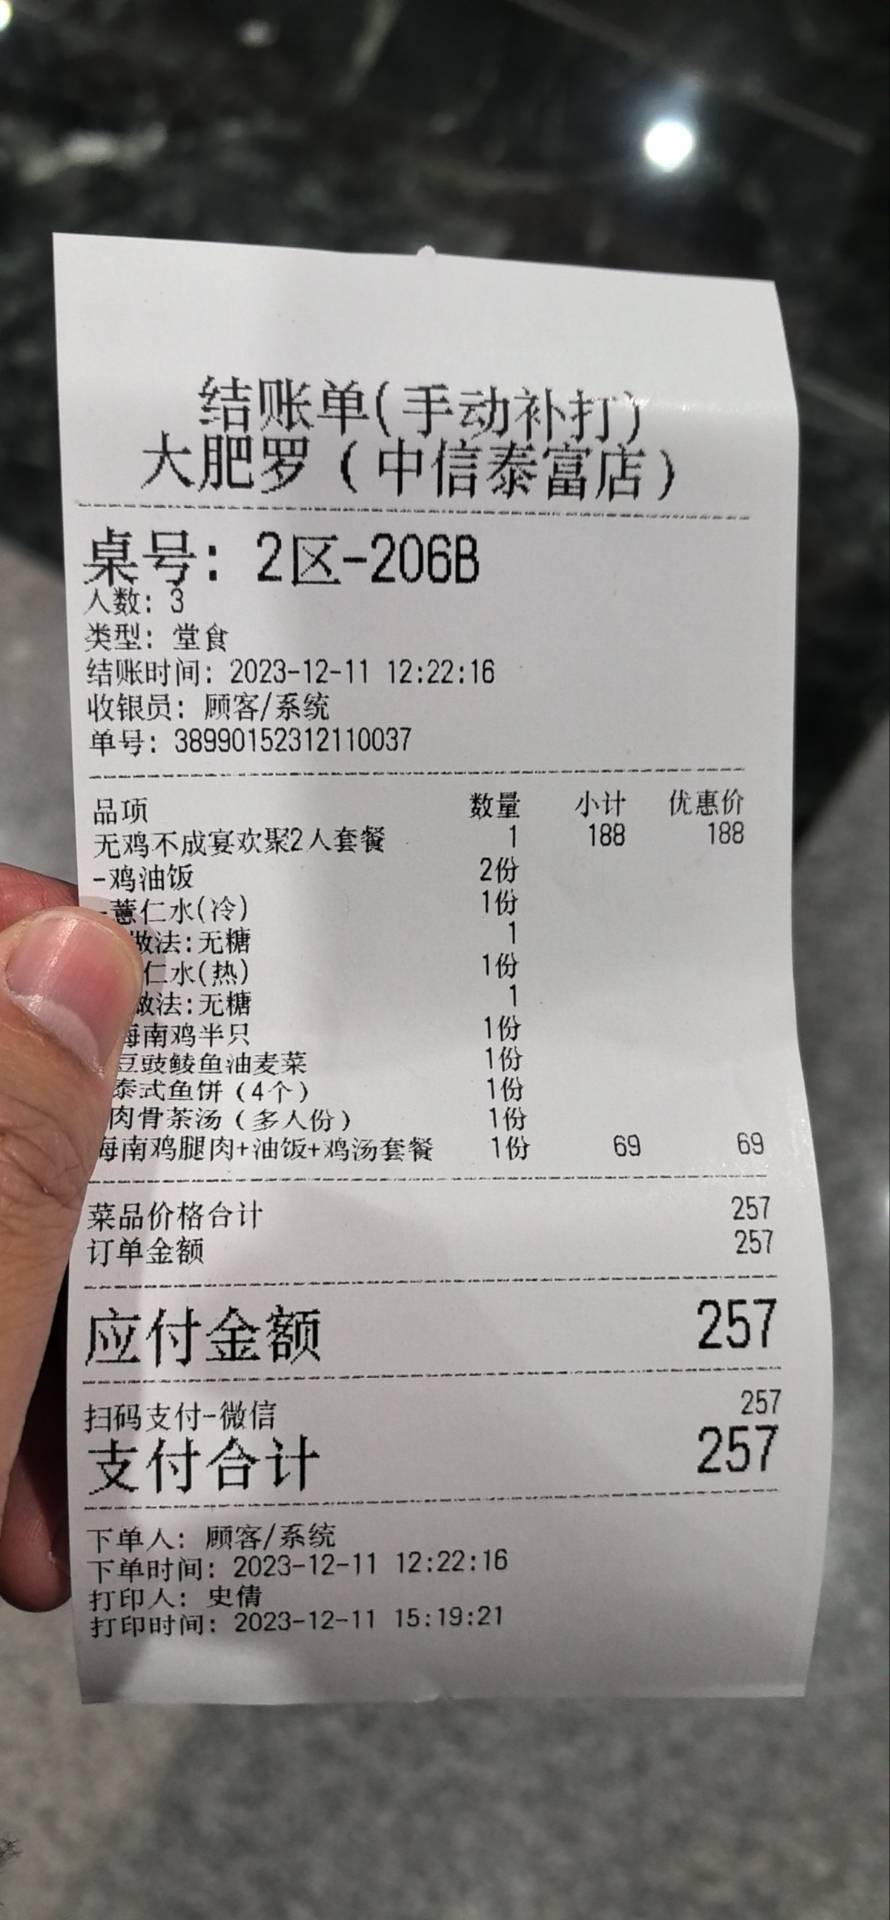 结账单(手动补打)
大肥罗（中信泰富店）
桌号: 2区-206B
人数: 3
类型: 堂食
结账时间: 2023-12-11 12:22:16
收银员: 顾客/系统
单号: 38990152312110037
品项 数量 小计 优惠价
无鸡不成宴欢聚2人套餐 1 188 188
-鸡油饭 2份
-薏仁水(冷) 1份
做法:无糖 1
仁水(热) 1份
做法:无糖 1
海南鸡半只 1份
豆豉鲮鱼油麦菜 1份
泰式鱼饼（4个） 1份
肉骨茶汤（多人份） 1份
海南鸡腿肉+油饭+鸡汤套餐 1份 69 69
菜品价格合计 257
订单金额 257
应付金额 257
扫码支付-微信 257
支付合计 257
下单人: 顾客/系统
下单时间: 2023-12-11 12:22:16
打印人: 史倩
打印时间: 2023-12-11 15:19:21